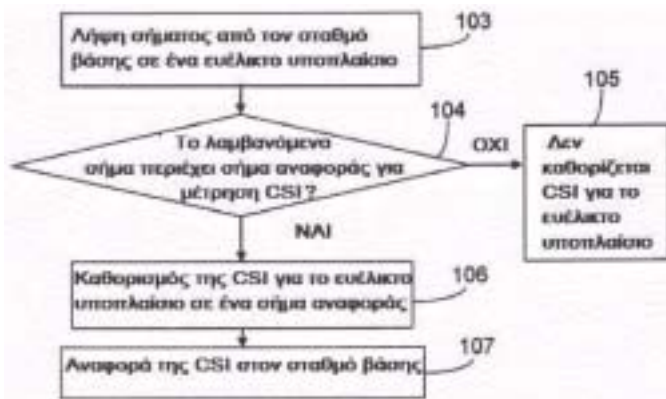 Λήψη σήματος από τον σταθμό
βάσης σε ένα ευέλικτο υποπλαίσιο
103
104
Το λαμβανόμενα
σήμα περιέχει σήμα αναφοράς για
μέτρηση CSI?
ΟΧΙ
105
Δεν
καθορίζεται
CSI για το
ευέλικτο
υποπλαίσιο
ΝΑΙ
Καθορισμός της CSI για το ευέλικτο
υποπλαίσιο σε ένα σήμα αναφοράς
106
Αναφορά της CSI στον σταθμό βάσης
107